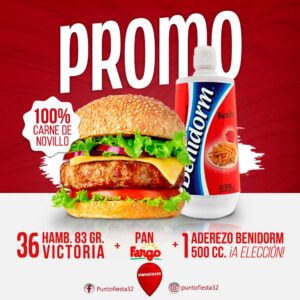 PROMO
100%
CARNE DE
NOVILLO
Benidorm.
Ketchup
36 HAMB. 83 GR.
VICTORIA
+
PAN
Fargo
+
1 ADEREZO BENIDORM
500 CC. ¡A ELECCIÓN!
Puntofiesta32
Puntofiesta32